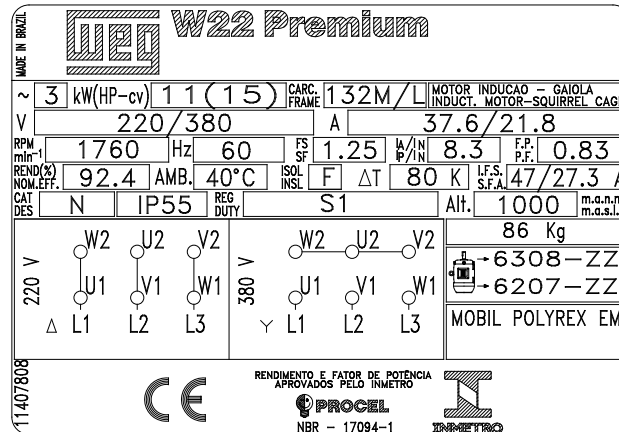 MADE IN BRAZIL
WEG W22 Premium
~ 3 kW(HP-cv) 11(15) CARC. FRAME 132M/L MOTOR INDUCAO - GAIOLA
INDUCT. MOTOR-SQUIRREL CAGE
V 220/380 A 37.6/21.8
RPM min-1 1760 Hz 60 FS SF 1.25 IA/IN IP/IN 8.3 F.P. P.F. 0.83
REND(%) NOM.EFF. 92.4 AMB. 40°C ISOL INSL F ΔT 80 K I.F.S. S.F.A. 47/27.3 A
CAT DES N IP55 REG DUTY S1 Alt. 1000 m.a.n.m m.a.s.l.
86 Kg
220 V
W2 U2 V2
U1 V1 W1
Δ L1 L2 L3
380 V
W2 U2 V2
U1 V1 W1
Y L1 L2 L3
6308-ZZ
6207-ZZ
MOBIL POLYREX EM
11407808
CE
RENDIMENTO E FATOR DE POTÊNCIA
APROVADOS PELO INMETRO
PROCEL
NBR - 17094-1
INMETRO